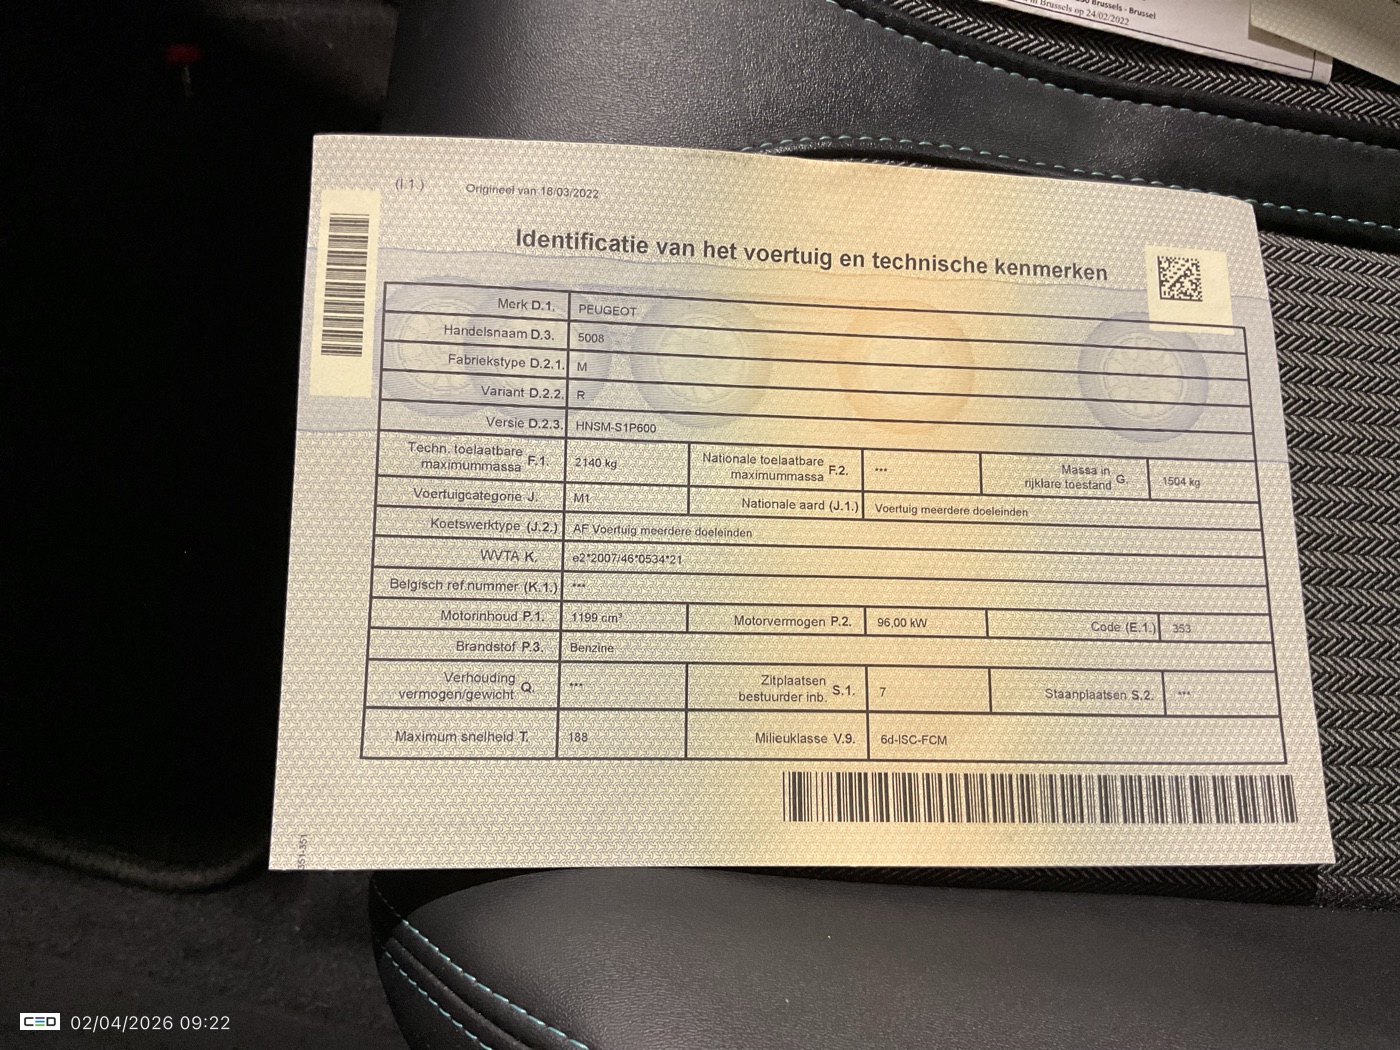 Brussels - Brussel
Brussels op 24/02/2022
(I.1.) Origineel van 18/03/2022
Identificatie van het voertuig en technische kenmerken
Merk D.1. PEUGEOT
Handelsnaam D.3. 5008
Fabriekstype D.2.1. M
Variant D.2.2. R
Versie D.2.3. HNSM-S1P600
Techn. toelaatbare maximummassa F.1. 2140 kg Nationale toelaatbare maximummassa F.2. *** Massa in rijklare toestand G. 1504 kg
Voertuigcategorie J. M1 Nationale aard (J.1.) Voertuig meerdere doeleinden
Koetswerktype (J.2.) AF Voertuig meerdere doeleinden
WVTA K. e2*2007/46*0534*21
Belgisch ref.nummer (K.1.) ***
Motorinhoud P.1. 1199 cm³ Motorvermogen P.2. 96,00 kW Code (E.1.) 353
Brandstof P.3. Benzine
Verhouding vermogen/gewicht Q. *** Zitplaatsen bestuurder inb. S.1. 7 Staanplaatsen S.2. ***
Maximum snelheid T. 188 Milieuklasse V.9. 6d-ISC-FCM
351-351
CED 02/04/2026 09:22